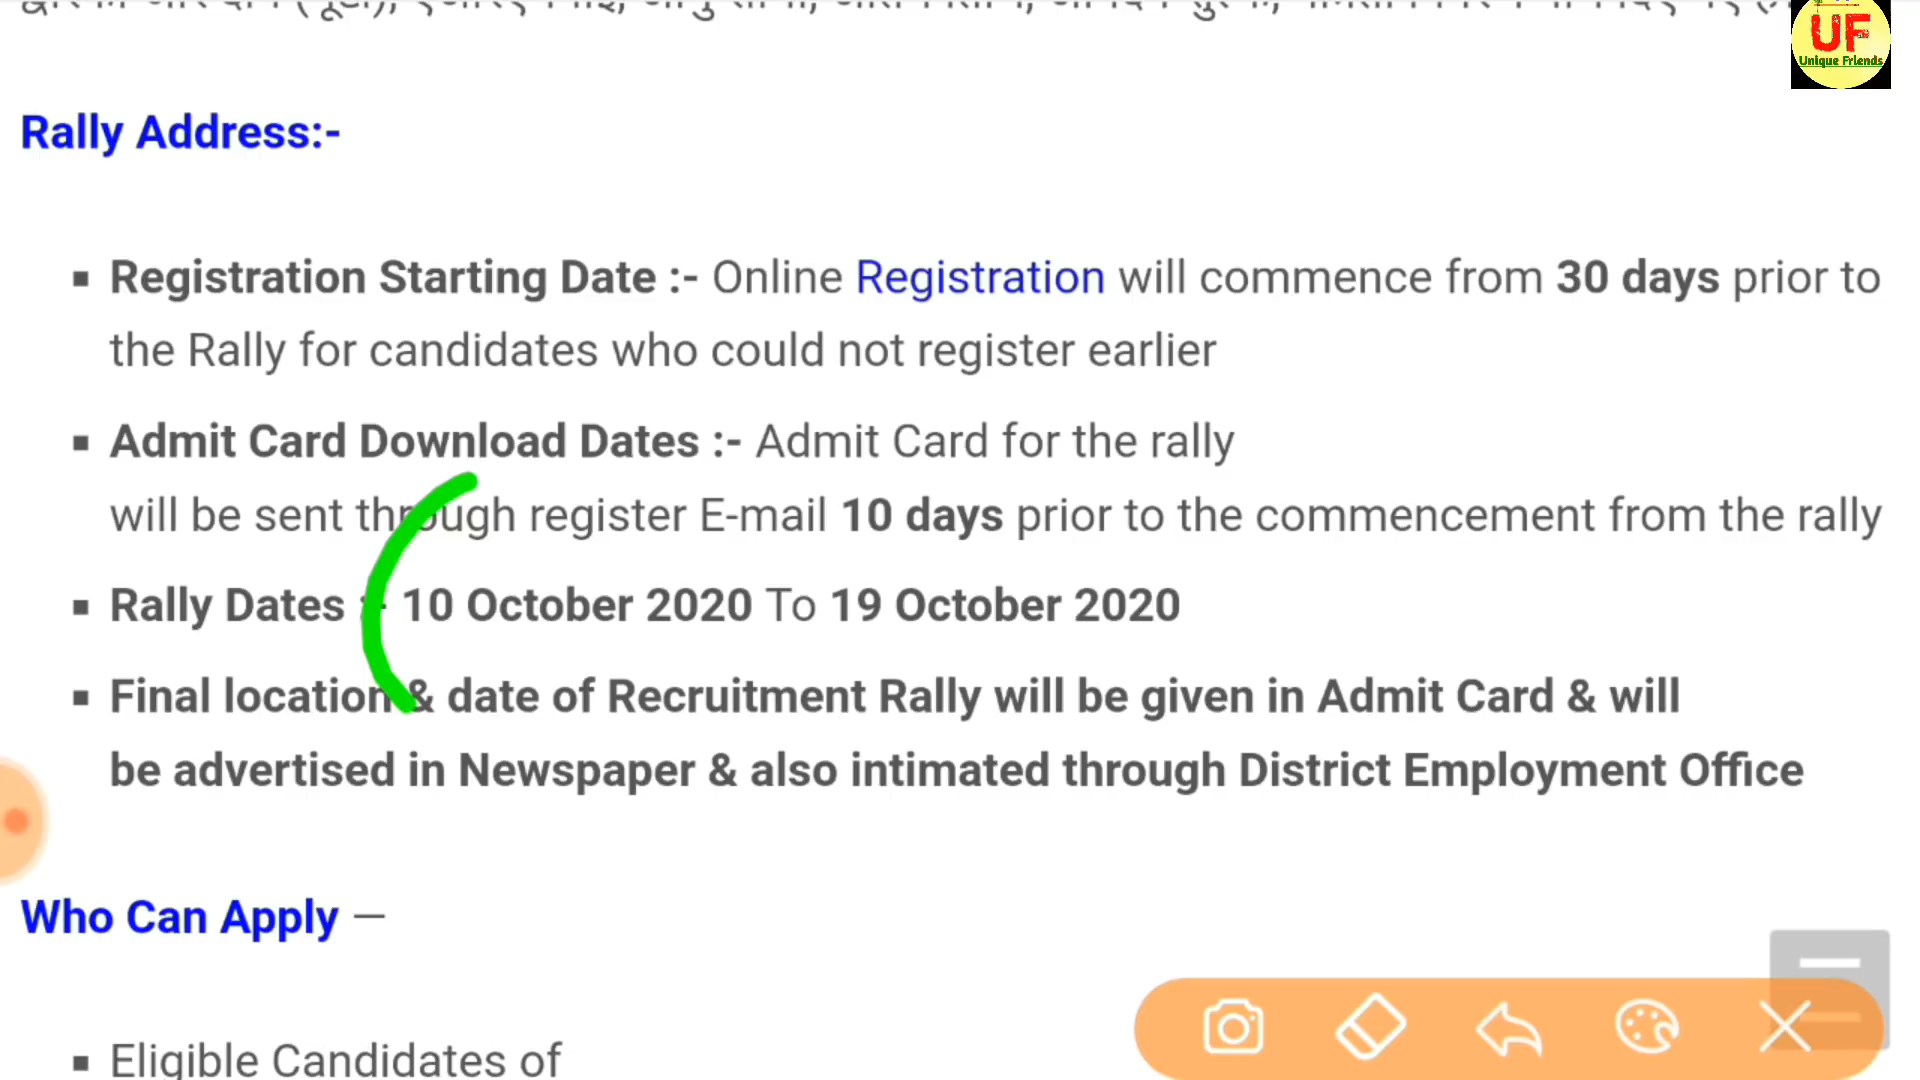 UF
Unique Friends
Rally Address:-
▪ Registration Starting Date :- Online Registration will commence from 30 days prior to
the Rally for candidates who could not register earlier
▪ Admit Card Download Dates :- Admit Card for the rally
will be sent through register E-mail 10 days prior to the commencement from the rally
▪ Rally Dates :- 10 October 2020 To 19 October 2020
▪ Final location & date of Recruitment Rally will be given in Admit Card & will
be advertised in Newspaper & also intimated through District Employment Office
Who Can Apply —
▪ Eligible Candidates of